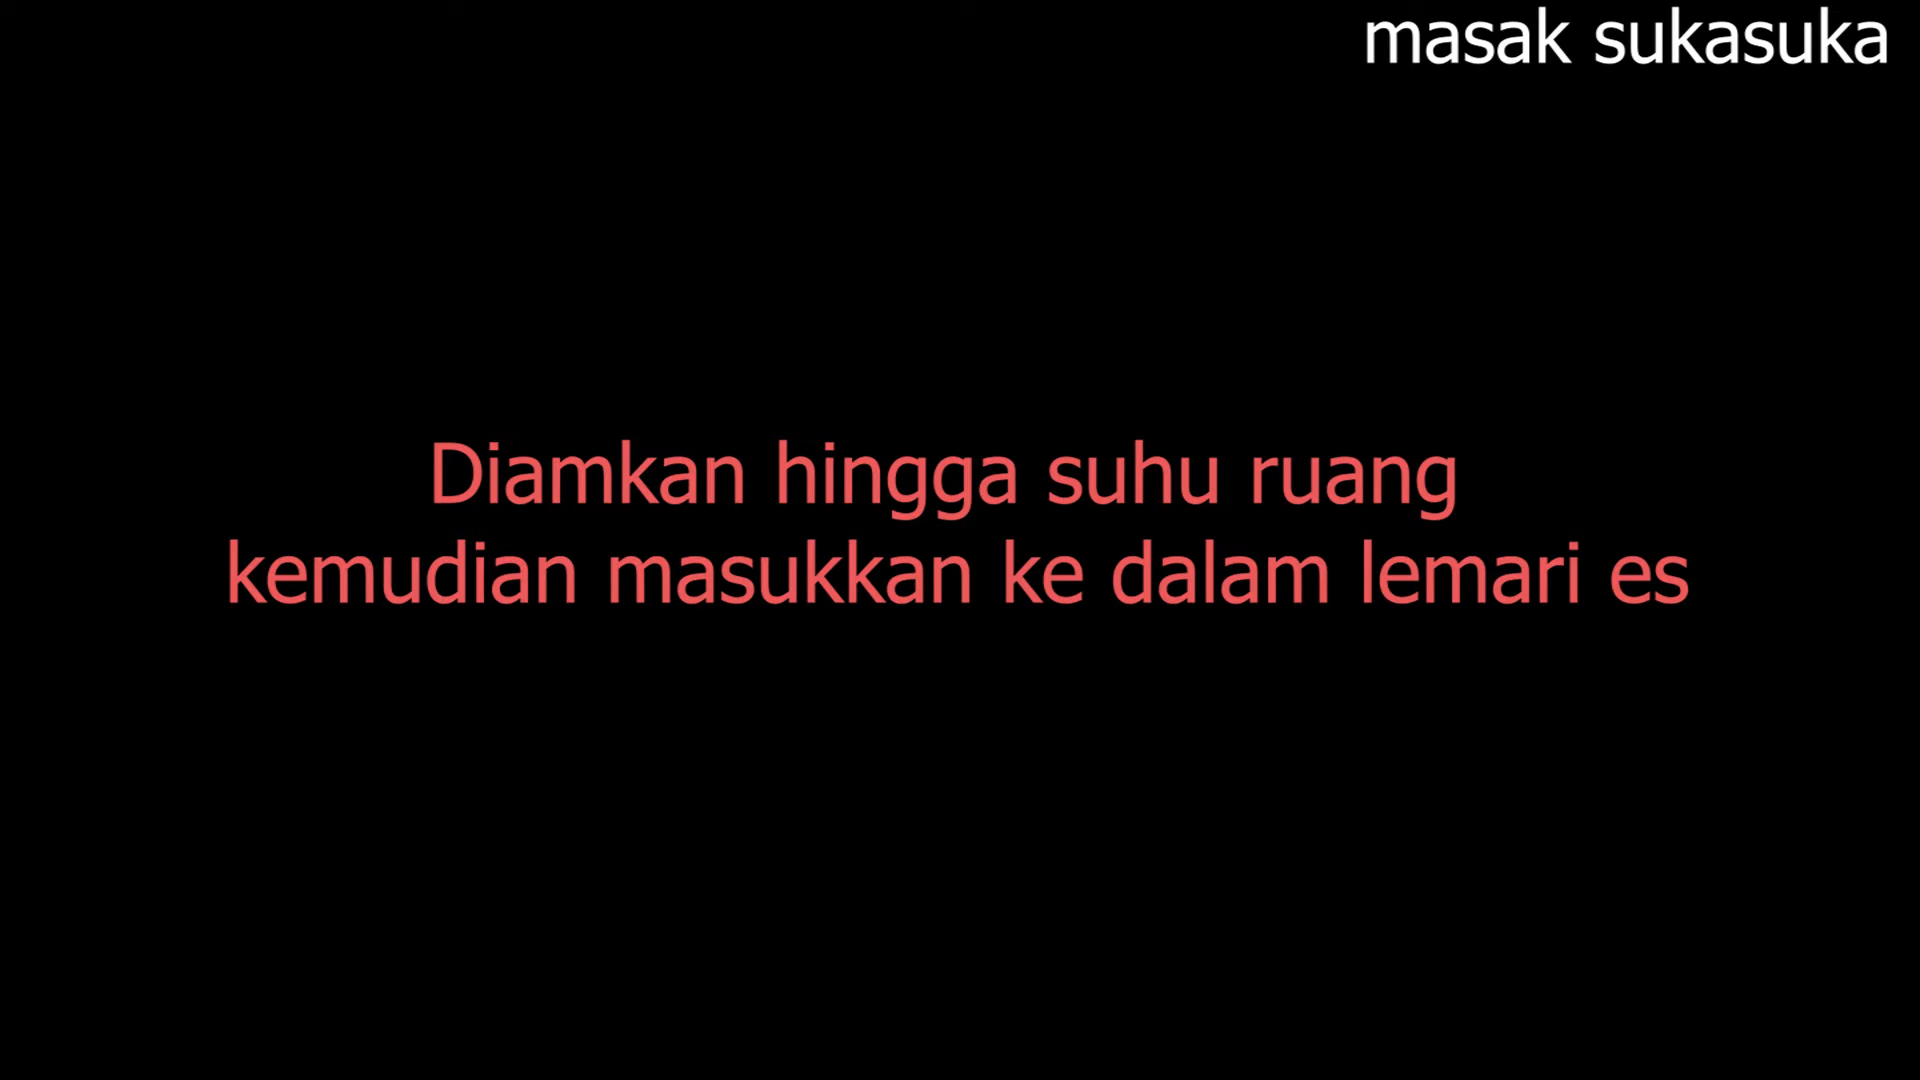 masak sukasuka
Diamkan hingga suhu ruang
kemudian masukkan ke dalam lemari es